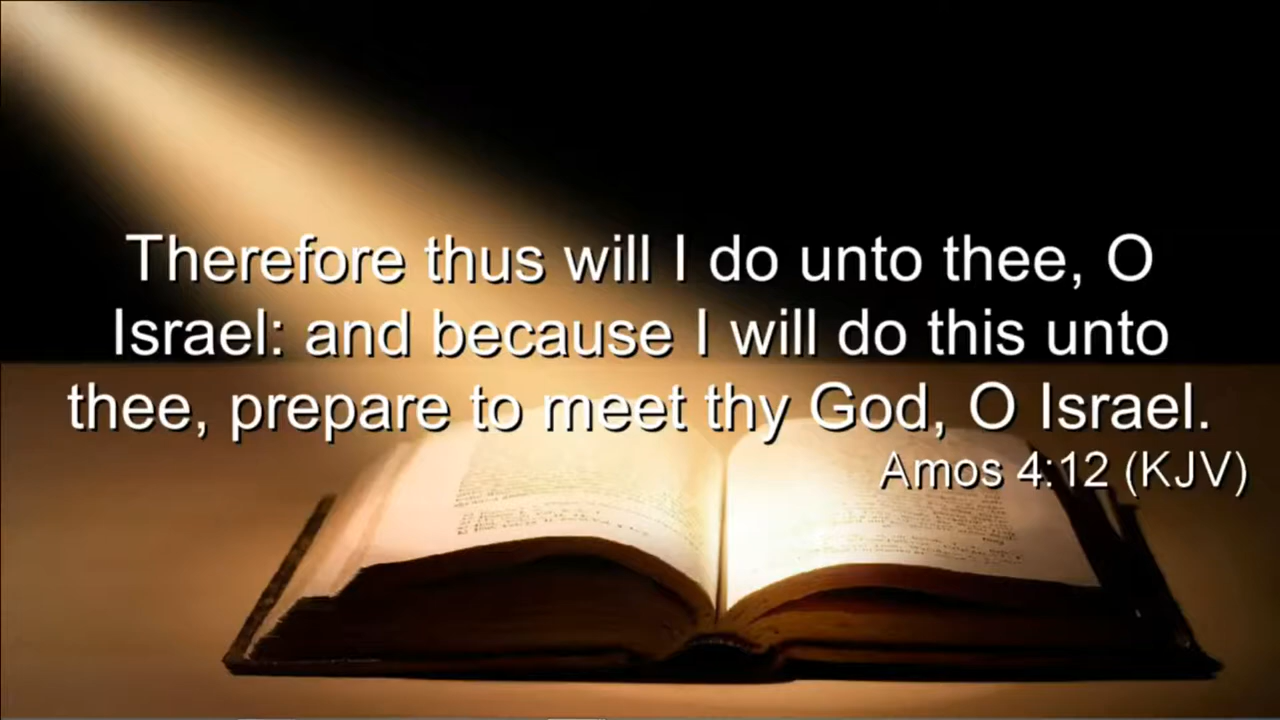 Therefore thus will I do unto thee, O
Israel: and because I will do this unto
thee, prepare to meet thy God, O Israel.
Amos 4:12 (KJV)